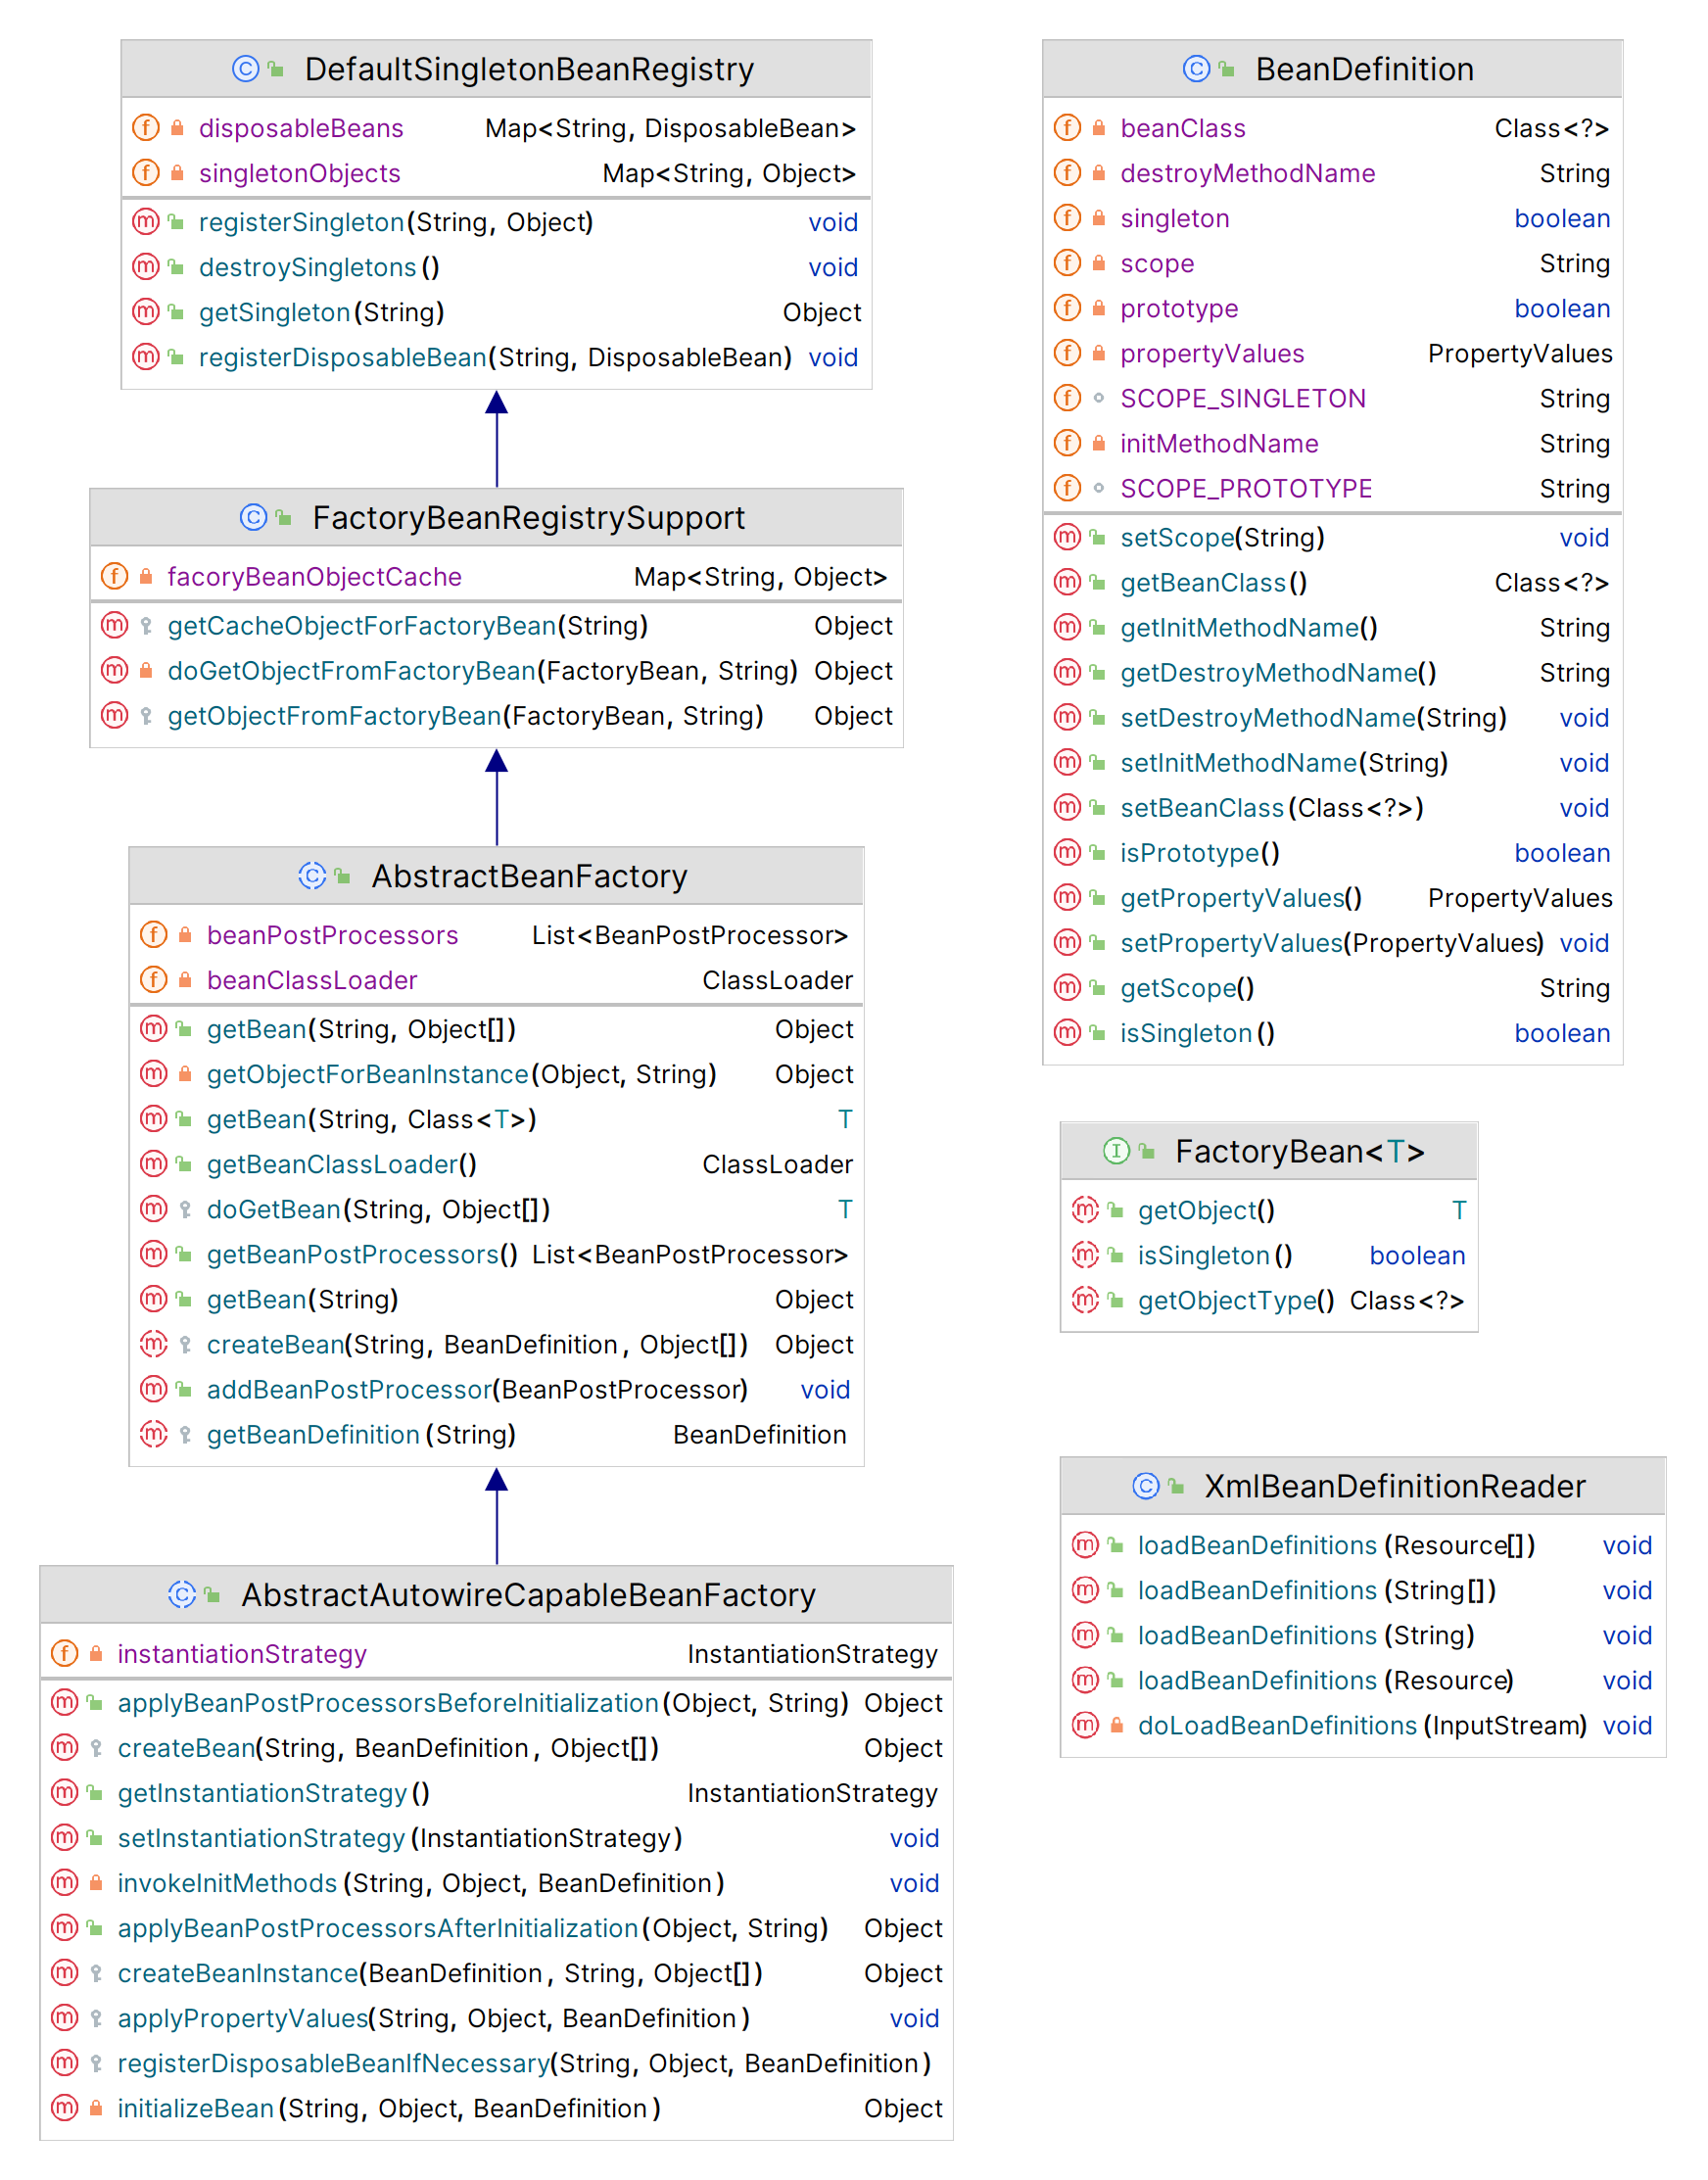 DefaultSingletonBeanRegistry
disposableBeans Map<String, DisposableBean>
singletonObjects Map<String, Object>
registerSingleton(String, Object) void
destroySingletons() void
getSingleton(String) Object
registerDisposableBean(String, DisposableBean) void
FactoryBeanRegistrySupport
facoryBeanObjectCache Map<String, Object>
getCacheObjectForFactoryBean(String) Object
doGetObjectFromFactoryBean(FactoryBean, String) Object
getObjectFromFactoryBean(FactoryBean, String) Object
AbstractBeanFactory
beanPostProcessors List<BeanPostProcessor>
beanClassLoader ClassLoader
getBean(String, Object[]) Object
getObjectForBeanInstance(Object, String) Object
getBean(String, Class<T>) T
getBeanClassLoader() ClassLoader
doGetBean(String, Object[]) T
getBeanPostProcessors() List<BeanPostProcessor>
getBean(String) Object
createBean(String, BeanDefinition, Object[]) Object
addBeanPostProcessor(BeanPostProcessor) void
getBeanDefinition(String) BeanDefinition
AbstractAutowireCapableBeanFactory
instantiationStrategy InstantiationStrategy
applyBeanPostProcessorsBeforeInitialization(Object, String) Object
createBean(String, BeanDefinition, Object[]) Object
getInstantiationStrategy() InstantiationStrategy
setInstantiationStrategy(InstantiationStrategy) void
invokeInitMethods(String, Object, BeanDefinition) void
applyBeanPostProcessorsAfterInitialization(Object, String) Object
createBeanInstance(BeanDefinition, String, Object[]) Object
applyPropertyValues(String, Object, BeanDefinition) void
registerDisposableBeanIfNecessary(String, Object, BeanDefinition)
initializeBean(String, Object, BeanDefinition) Object
BeanDefinition
beanClass Class<?>
destroyMethodName String
singleton boolean
scope String
prototype boolean
propertyValues PropertyValues
SCOPE_SINGLETON String
initMethodName String
SCOPE_PROTOTYPE String
setScope(String) void
getBeanClass() Class<?>
getInitMethodName() String
getDestroyMethodName() String
setDestroyMethodName(String) void
setInitMethodName(String) void
setBeanClass(Class<?>) void
isPrototype() boolean
getPropertyValues() PropertyValues
setPropertyValues(PropertyValues) void
getScope() String
isSingleton() boolean
FactoryBean<T>
getObject() T
isSingleton() boolean
getObjectType() Class<?>
XmlBeanDefinitionReader
loadBeanDefinitions(Resource[]) void
loadBeanDefinitions(String[]) void
loadBeanDefinitions(String) void
loadBeanDefinitions(Resource) void
doLoadBeanDefinitions(InputStream) void